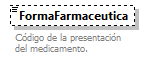 FormaFarmaceutica
Código de la presentación
del medicamento.